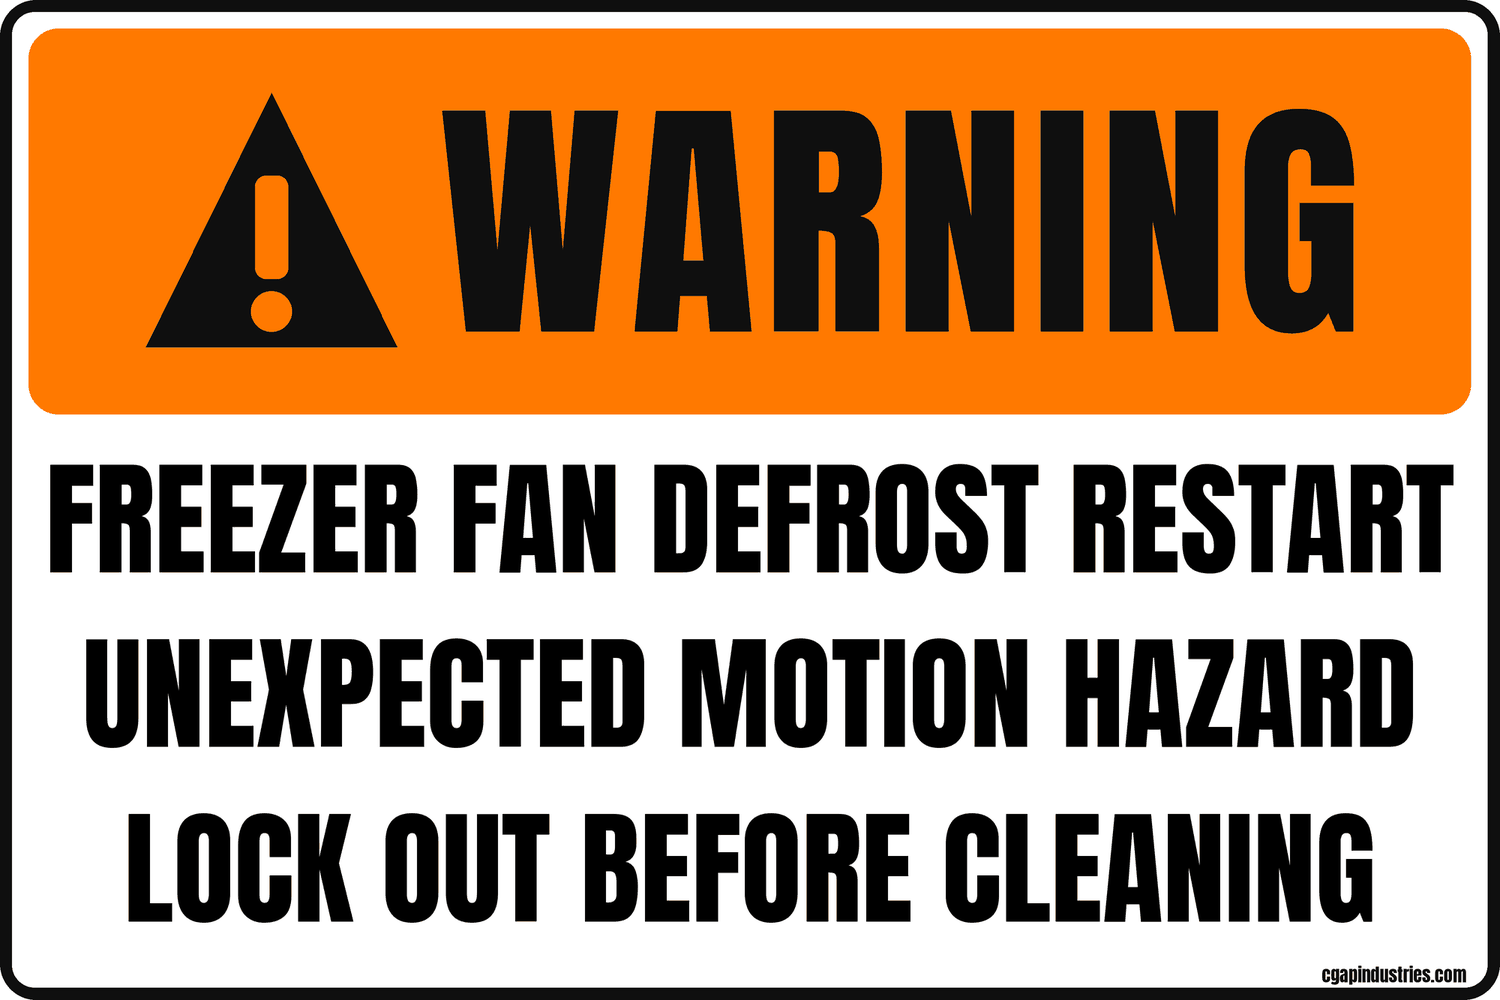 WARNING
FREEZER FAN DEFROST RESTART
UNEXPECTED MOTION HAZARD
LOCK OUT BEFORE CLEANING
cgapindustries.com